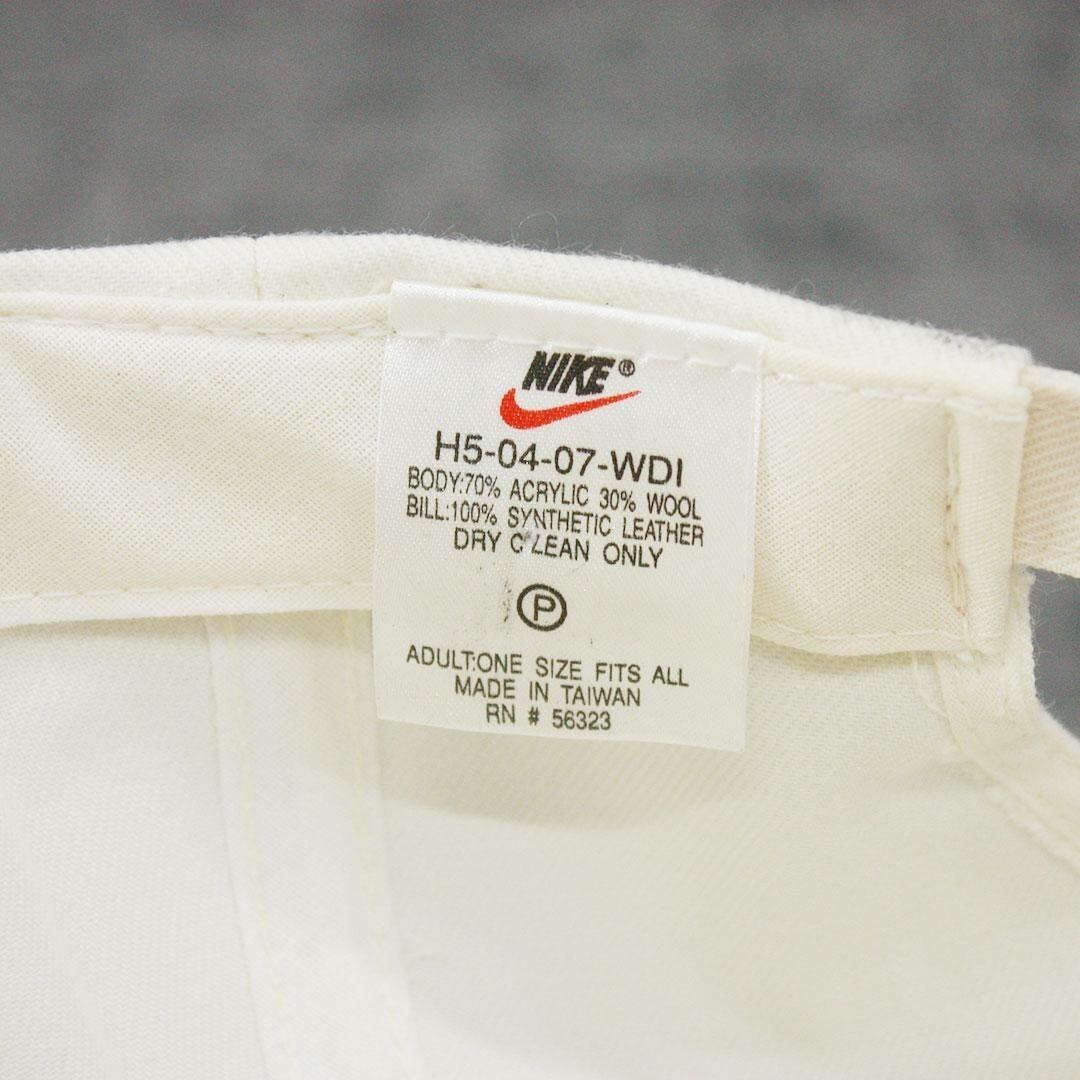 NIKE®
H5-04-07-WDI
BODY:70% ACRYLIC 30% WOOL
BILL:100% SYNTHETIC LEATHER
DRY CLEAN ONLY
P
ADULT:ONE SIZE FITS ALL
MADE IN TAIWAN
RN # 56323